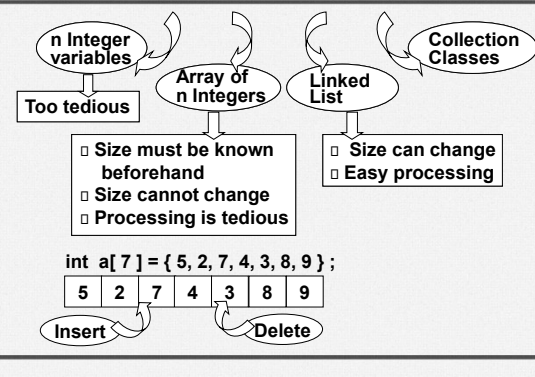 n Integer
variables
Too tedious
Array of
n Integers
Size must be known
beforehand
Size cannot change
Processing is tedious
Linked
List
Size can change
Easy processing
Collection
Classes
int a[ 7 ] = { 5, 2, 7, 4, 3, 8, 9 } ;
5 2 7 4 3 8 9
Insert
Delete